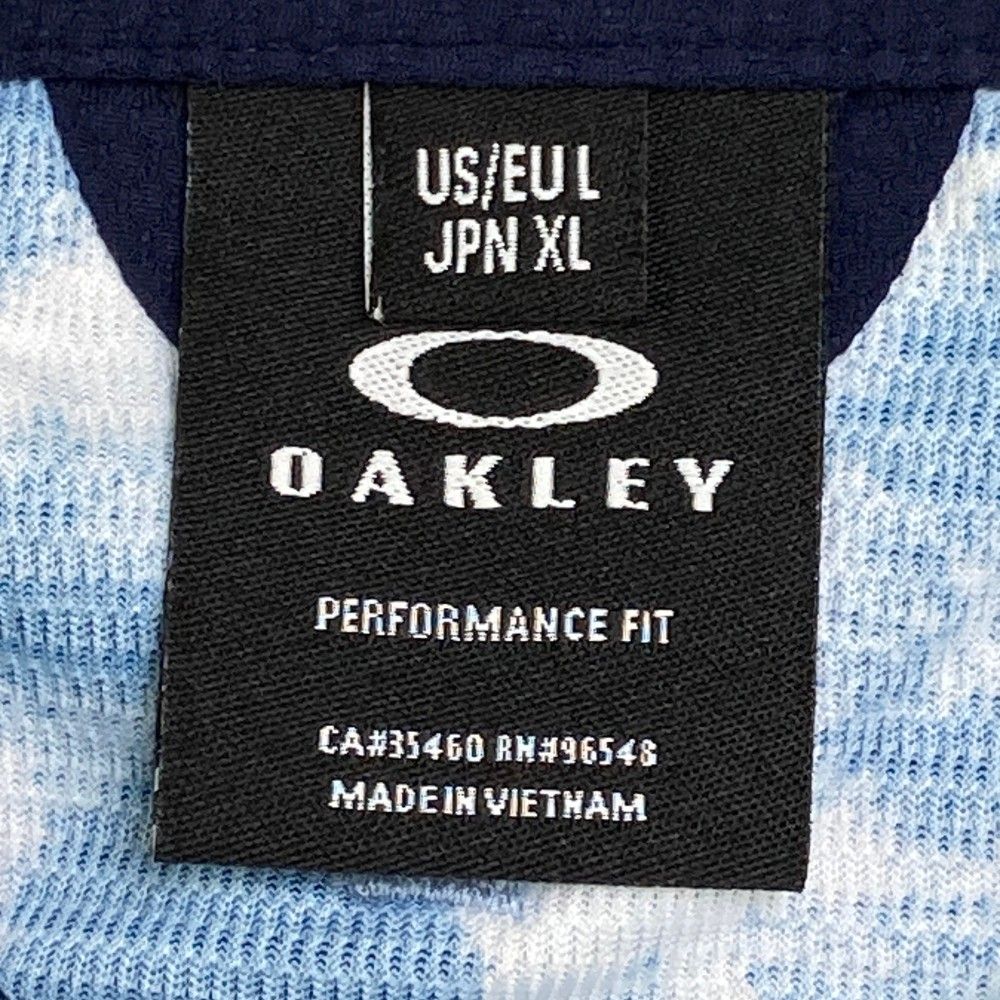 US/EU L
JPN XL
OAKLEY
PERFORMANCE FIT
CA#35460 RN#96548
MADE IN VIETNAM